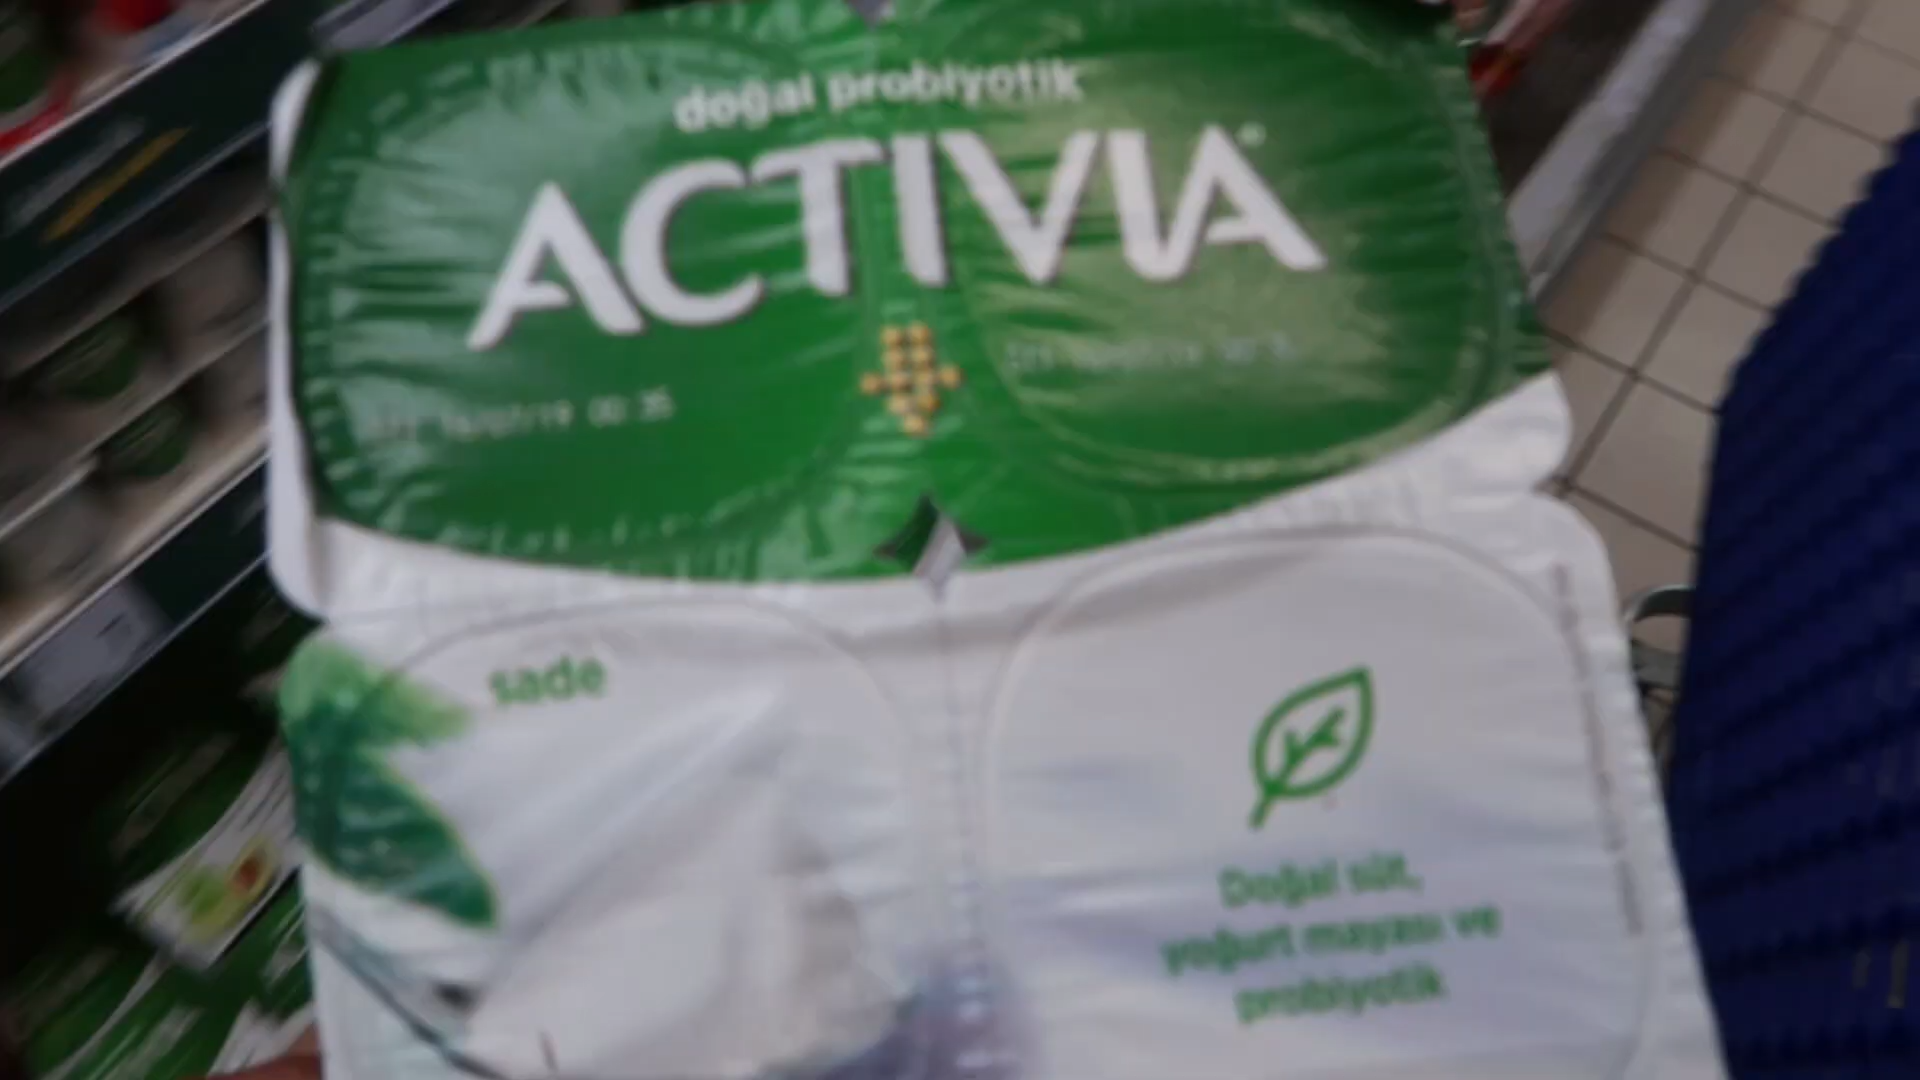 doğal probiyotik
ACTIVIA
sade
Doğal süt,
yoğurt mayası ve
probiyotik